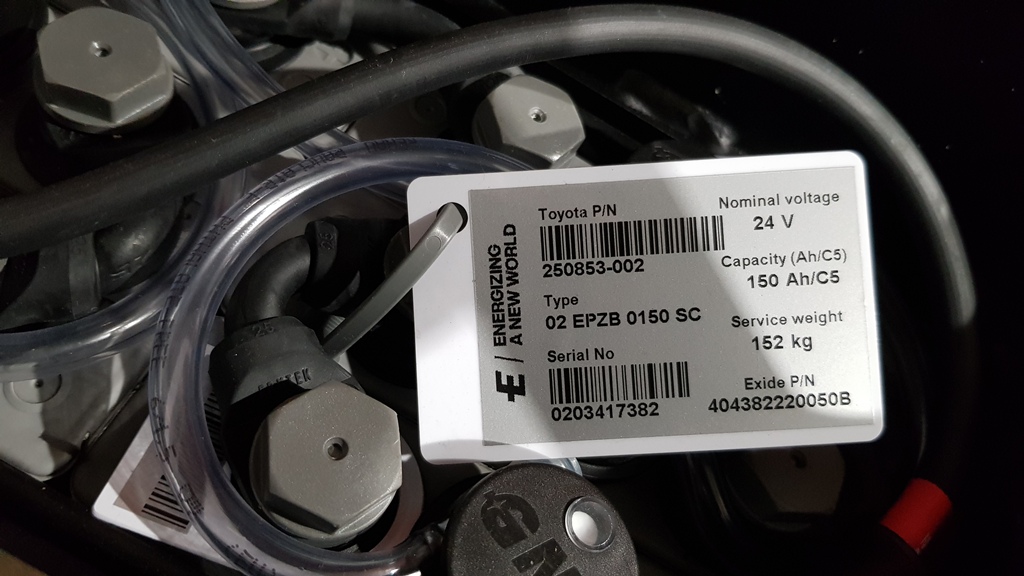 ENERGIZING
A NEW WORLD
Toyota P/N
250853-002
Type
02 EPZB 0150 SC
Serial No
0203417382
Nominal voltage
24 V
Capacity (Ah/C5)
150 Ah/C5
Service weight
152 kg
Exide P/N
404382220050B